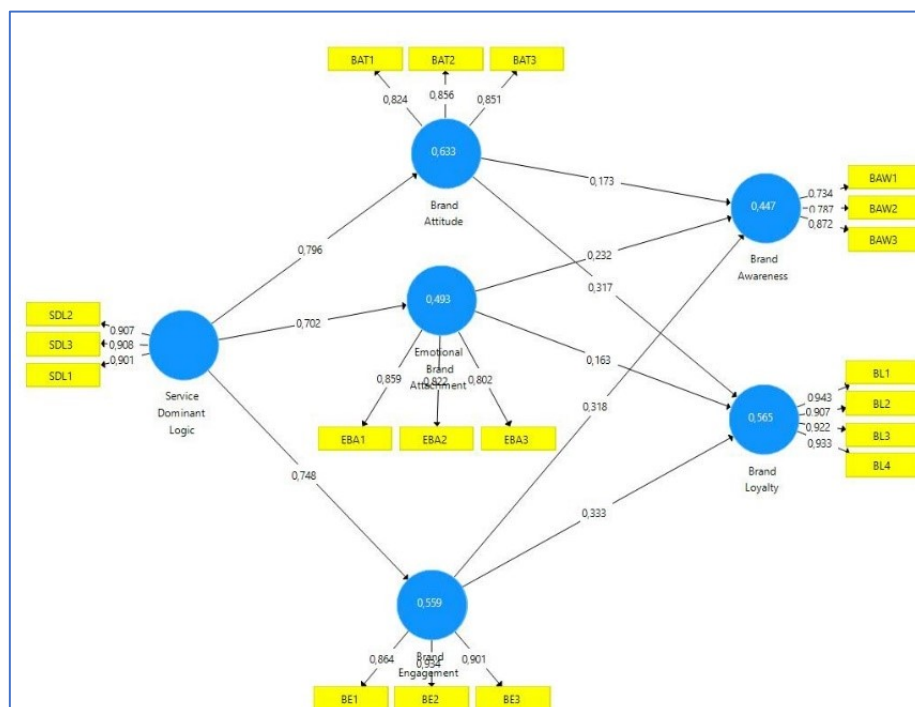 BAT1 BAT2 BAT3
0,824 0,856 0,851
0,633
Brand
Attitude
0,173
0,447
Brand
Awareness
BAW1
BAW2
BAW3
0,734
0,787
0,872
0,796
0,232
0,317
0,493
Emotional
Brand
Attachment
0,702
0,859 0,822 0,802
EBA1 EBA2 EBA3
SDL2
SDL3
SDL1
0,907
0,908
0,901
Service
Dominant
Logic
0,163
0,318
0,565
Brand
Loyalty
BL1
BL2
BL3
BL4
0,943
0,907
0,922
0,933
0,748
0,333
0,559
Brand
Engagement
0,864 0,934 0,901
BE1 BE2 BE3